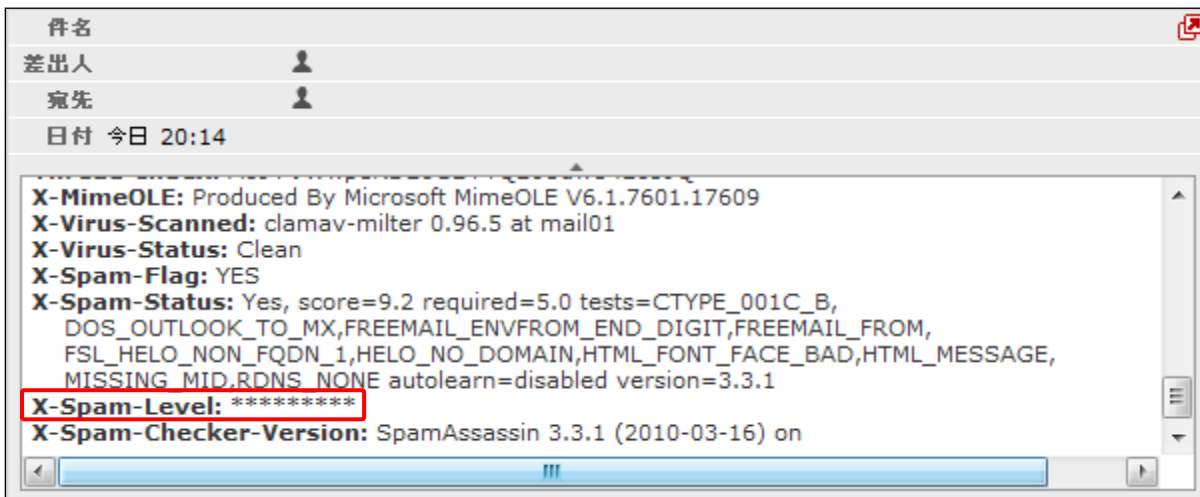 件名
差出人
宛先
日付 今日 20:14
X-MimeOLE: Produced By Microsoft MimeOLE V6.1.7601.17609
X-Virus-Scanned: clamav-milter 0.96.5 at mail01
X-Virus-Status: Clean
X-Spam-Flag: YES
X-Spam-Status: Yes, score=9.2 required=5.0 tests=CTYPE_001C_B,
DOS_OUTLOOK_TO_MX,FREEMAIL_ENVFROM_END_DIGIT,FREEMAIL_FROM,
FSL_HELO_NON_FQDN_1,HELO_NO_DOMAIN,HTML_FONT_FACE_BAD,HTML_MESSAGE,
MISSING_MID,RDNS_NONE autolearn=disabled version=3.3.1
X-Spam-Level: *********
X-Spam-Checker-Version: SpamAssassin 3.3.1 (2010-03-16) on